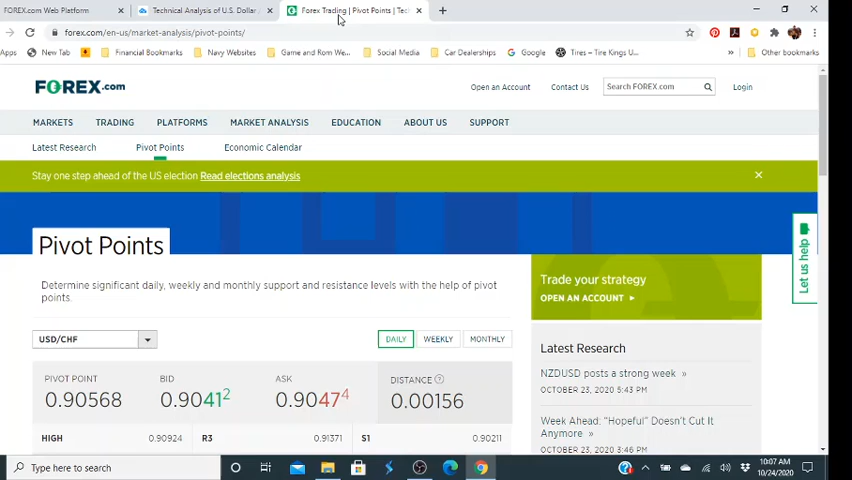 FOREX.com Web Platform
Technical Analysis of U.S. Dollar
Forex Trading | Pivot Points | Tec
forex.com/en-us/market-analysis/pivot-points/
Apps New Tab Financial Bookmarks Navy Websites Game and Rom We... Social Media Car Dealerships Google Tires – Tire Kings U... Other bookmarks
FOREX.com
Open an Account Contact Us Search FOREX.com Login
MARKETS TRADING PLATFORMS MARKET ANALYSIS EDUCATION ABOUT US SUPPORT
Latest Research Pivot Points Economic Calendar
Stay one step ahead of the US election Read elections analysis
Pivot Points
Determine significant daily, weekly and monthly support and resistance levels with the help of pivot
points.
USD/CHF DAILY WEEKLY MONTHLY
PIVOT POINT BID ASK DISTANCE
0.90568 0.90412 0.90474 0.00156
HIGH 0.90924 R3 0.91371 S1 0.90211
Trade your strategy
OPEN AN ACCOUNT
Latest Research
NZDUSD posts a strong week »
OCTOBER 23, 2020 5:43 PM
Week Ahead: “Hopeful” Doesn't Cut It
Anymore »
OCTOBER 23, 2020 3:46 PM
Let us help
Type here to search
10:07 AM
10/24/2020